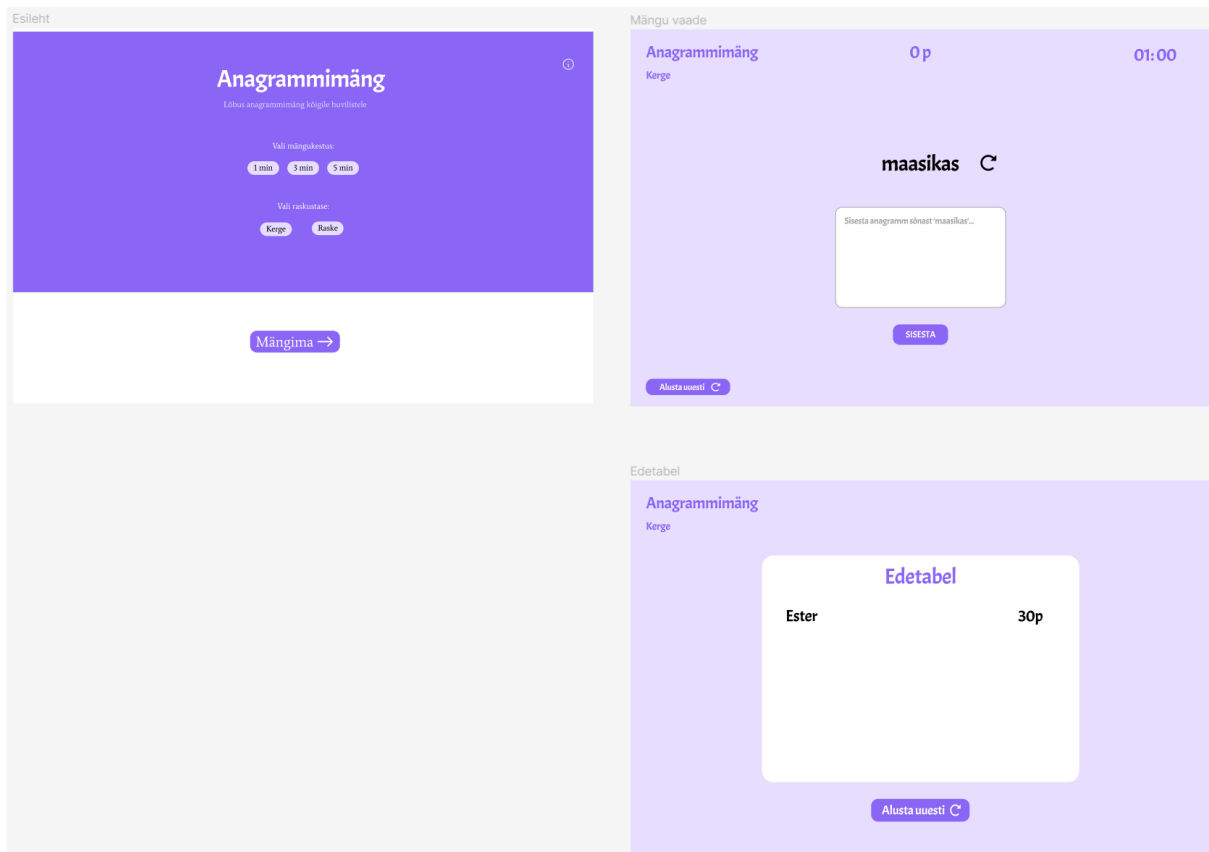 Esileht
Anagrammimäng
Lõbus anagrammimäng kõigile huvilistele
Vali mängukestus:
1 min 3 min 5 min
Vali raskustase:
Kerge Raske
Mängima →
Mängu vaade
Anagrammimäng 0 p 01:00
Kerge
maasikas
Sisesta anagramm sõnast 'maasikas'...
SISESTA
Alusta uuesti
Edetabel
Anagrammimäng
Kerge
Edetabel
Ester 30p
Alusta uuesti